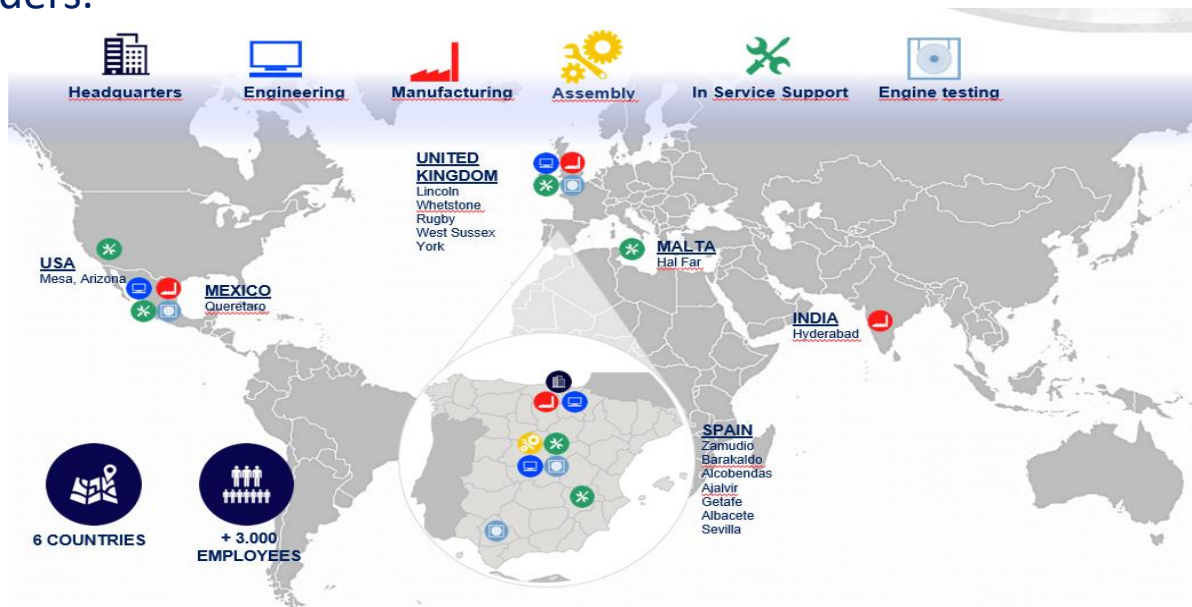 ders.
Headquarters
Engineering
Manufacturing
Assembly
In Service Support
Engine testing
UNITED
KINGDOM
Lincoln
Whetstone
Rugby
West Sussex
York
USA
Mesa, Arizona
MEXICO
Queretaro
MALTA
Hal Far
INDIA
Hyderabad
SPAIN
Zamudio
Barakaldo
Alcobendas
Ajalvir
Getafe
Albacete
Sevilla
6 COUNTRIES
+ 3.000
EMPLOYEES